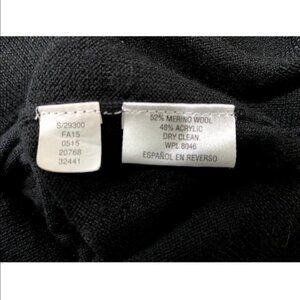 S/29300
FA15
0515
20768
32441
52% MERINO WOOL
48% ACRYLIC
DRY CLEAN
WPL 8046
ESPAÑOL EN REVERSO